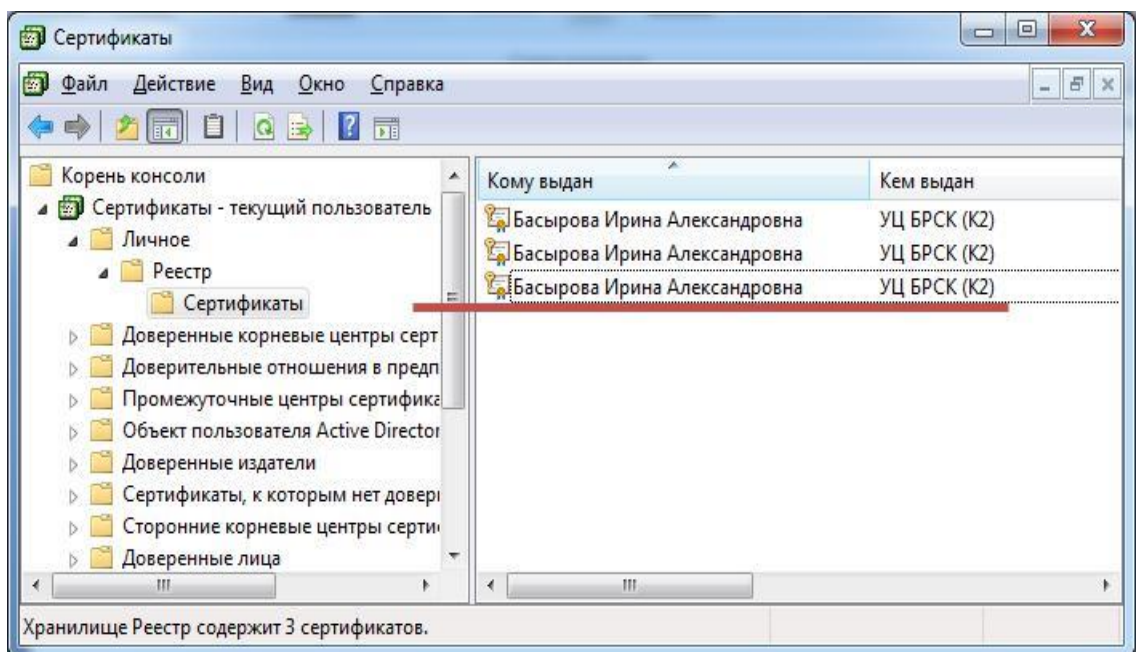 Сертификаты
Файл Действие Вид Окно Справка
Корень консоли
Сертификаты - текущий пользователь
Личное
Реестр
Сертификаты
Доверенные корневые центры серт
Доверительные отношения в предп
Промежуточные центры сертифика
Объект пользователя Active Director
Доверенные издатели
Сертификаты, к которым нет довери
Сторонние корневые центры серти
Доверенные лица
Кому выдан Кем выдан
Басырова Ирина Александровна УЦ БРСК (К2)
Басырова Ирина Александровна УЦ БРСК (К2)
Басырова Ирина Александровна УЦ БРСК (К2)
Хранилище Реестр содержит 3 сертификатов.